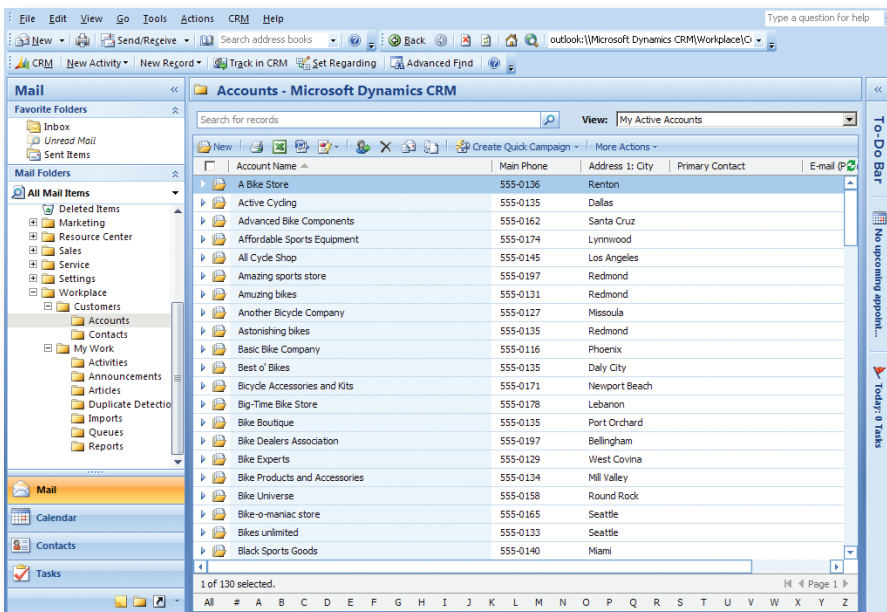 File Edit View Go Tools Actions CRM Help Type a question for help
New Send/Receive Search address books Back outlook:\\Microsoft Dynamics CRM\Workplace\Cu
CRM New Activity New Record Track in CRM Set Regarding Advanced Find
Mail «
Accounts - Microsoft Dynamics CRM
«
Favorite Folders
Inbox
Unread Mail
Sent Items
Mail Folders
All Mail Items
Deleted Items
Marketing
Resource Center
Sales
Service
Settings
Workplace
Customers
Accounts
Contacts
My Work
Activities
Announcements
Articles
Duplicate Detectio
Imports
Queues
Reports
Mail
Calendar
Contacts
Tasks
Search for records View: My Active Accounts
New Create Quick Campaign More Actions
Account Name Main Phone Address 1: City Primary Contact E-mail (P
A Bike Store 555-0136 Renton
Active Cycling 555-0135 Dallas
Advanced Bike Components 555-0162 Santa Cruz
Affordable Sports Equipment 555-0174 Lynnwood
All Cycle Shop 555-0145 Los Angeles
Amazing sports store 555-0197 Redmond
Amuzing bikes 555-0131 Redmond
Another Bicycle Company 555-0127 Missoula
Astonishing bikes 555-0135 Redmond
Basic Bike Company 555-0116 Phoenix
Best o' Bikes 555-0135 Daly City
Bicycle Accessories and Kits 555-0171 Newport Beach
Big-Time Bike Store 555-0178 Lebanon
Bike Boutique 555-0135 Port Orchard
Bike Dealers Association 555-0197 Bellingham
Bike Experts 555-0129 West Covina
Bike Products and Accessories 555-0134 Mill Valley
Bike Universe 555-0158 Round Rock
Bike-o-maniac store 555-0165 Seattle
Bikes unlimited 555-0133 Seattle
Black Sports Goods 555-0140 Miami
1 of 130 selected. Page 1
All # A B C D E F G H I J K L M N O P Q R S T U V W X Y Z
To-Do Bar
No upcoming appoint...
Today: 0 Tasks